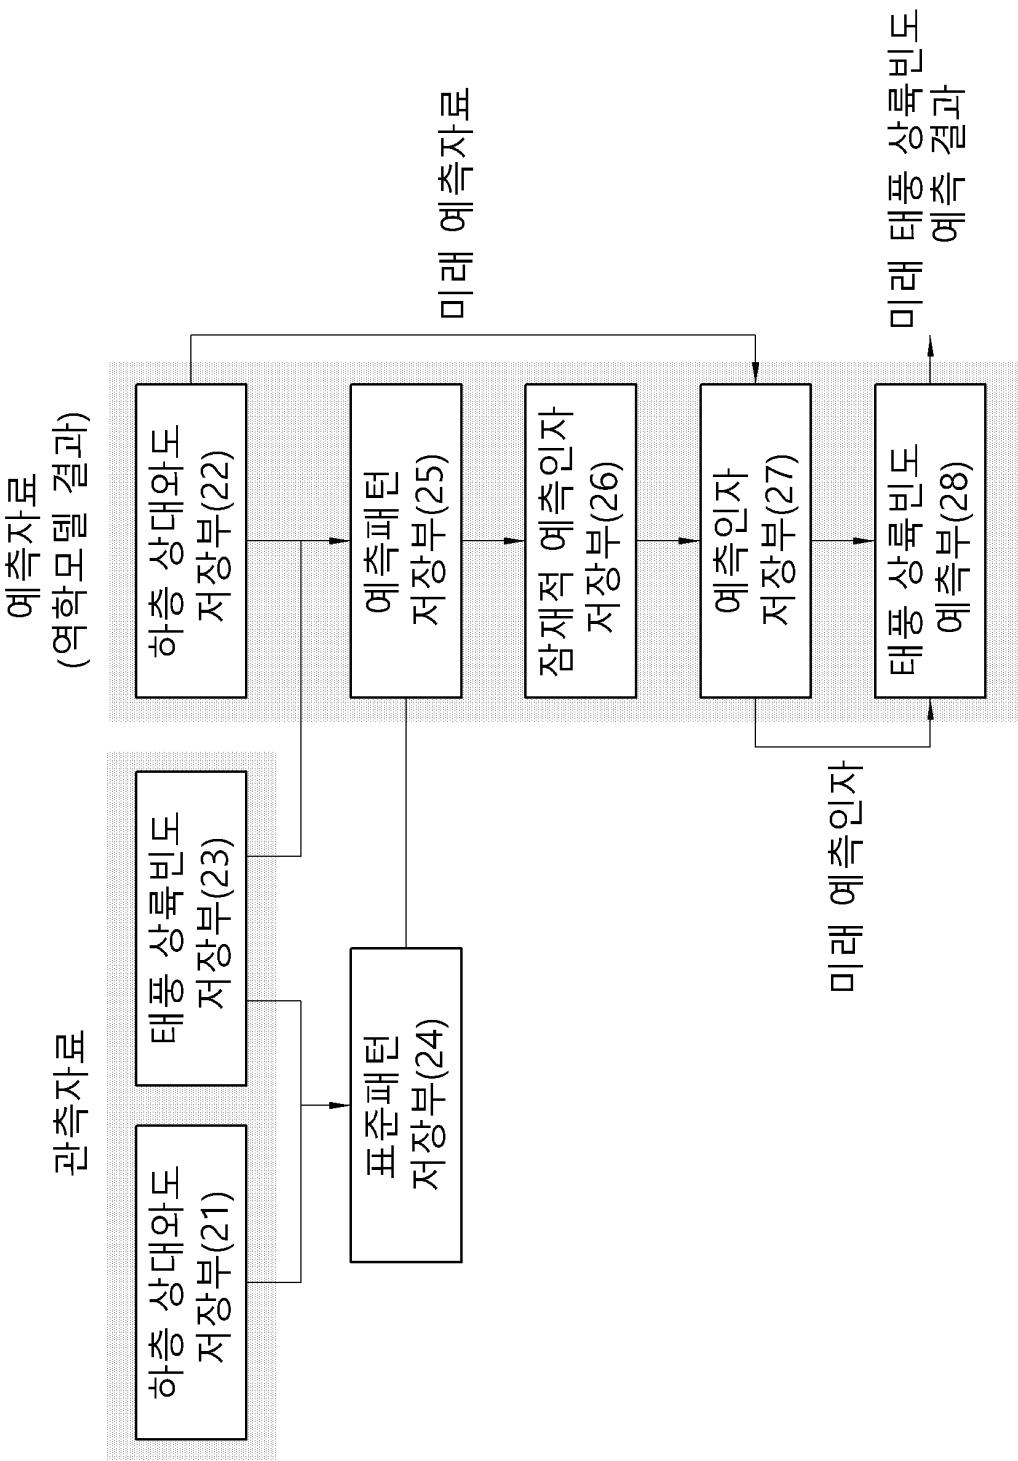 관측자료
예측자료
(역학모델 결과)
하층 상대와도
저장부(21)
태풍 상륙빈도
저장부(23)
하층 상대와도
저장부(22)
표준패턴
저장부(24)
예측패턴
저장부(25)
미래 예측자료
잠재적 예측인자
저장부(26)
예측인자
저장부(27)
미래 예측인자
태풍 상륙빈도
예측부(28)
미래 태풍 상륙빈도
예측 결과